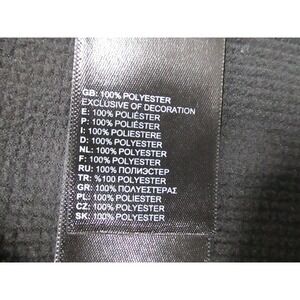 GB: 100% POLYESTER
EXCLUSIVE OF DECORATION
E: 100% POLIÉSTER
P: 100% POLIÉSTER
I: 100% POLIESTERE
D: 100% POLYESTER
NL: 100% POLYESTER
F: 100% POLYESTER
RU: 100% ПОЛИЭСТЕР
TR: %100 POLYESTER
GR: 100% ΠΟΛΥΕΣΤΕΡΑΣ
PL: 100% POLIESTER
CZ: 100% POLYESTER
SK: 100% POLYESTER